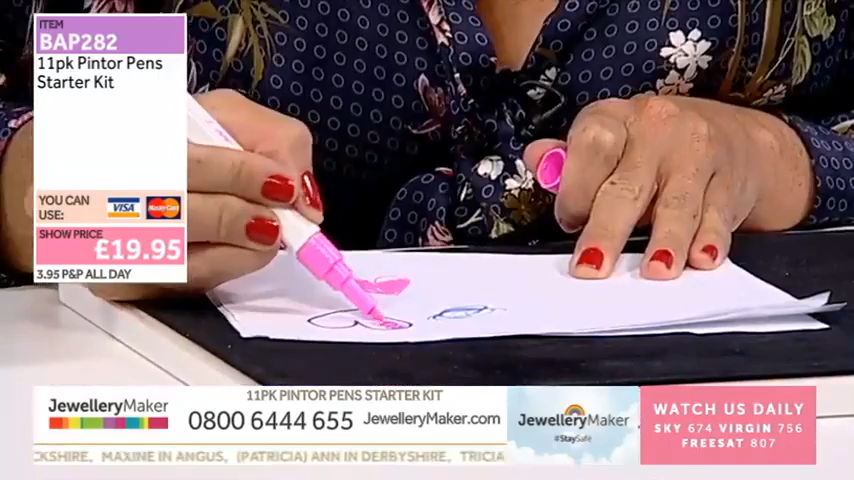 ITEM
BAP282
11pk Pintor Pens
Starter Kit
YOU CAN
USE:
VISA
MasterCard
SHOW PRICE
£19.95
3.95 P&P ALL DAY
11PK PINTOR PENS STARTER KIT
JewelleryMaker
0800 6444 655
JewelleryMaker.com
JewelleryMaker
#StaySafe
WATCH US DAILY
SKY 674 VIRGIN 756
FREESAT 807
CKSHIRE, MAXINE IN ANGUS, (PATRICIA) ANN IN DERBYSHIRE, TRICIA